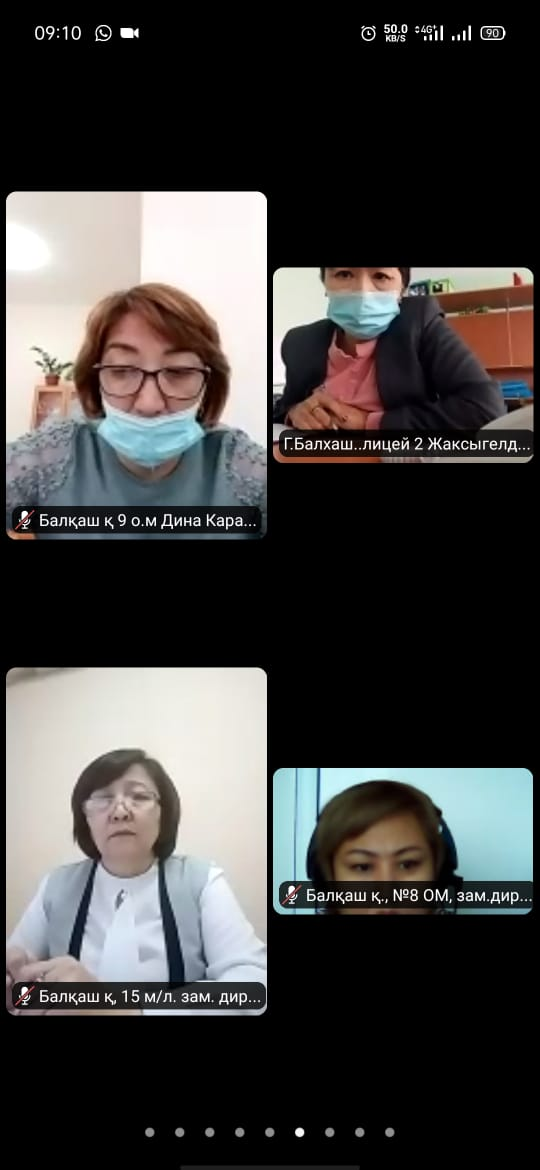 09:10
50.0
KB/S
4G+
90
Г.Балхаш..лицей 2 Жаксыгелд...
Балқаш қ 9 о.м Дина Кара...
Балқаш қ., №8 ОМ, зам.дир...
Балқаш қ, 15 м/л. зам. дир...